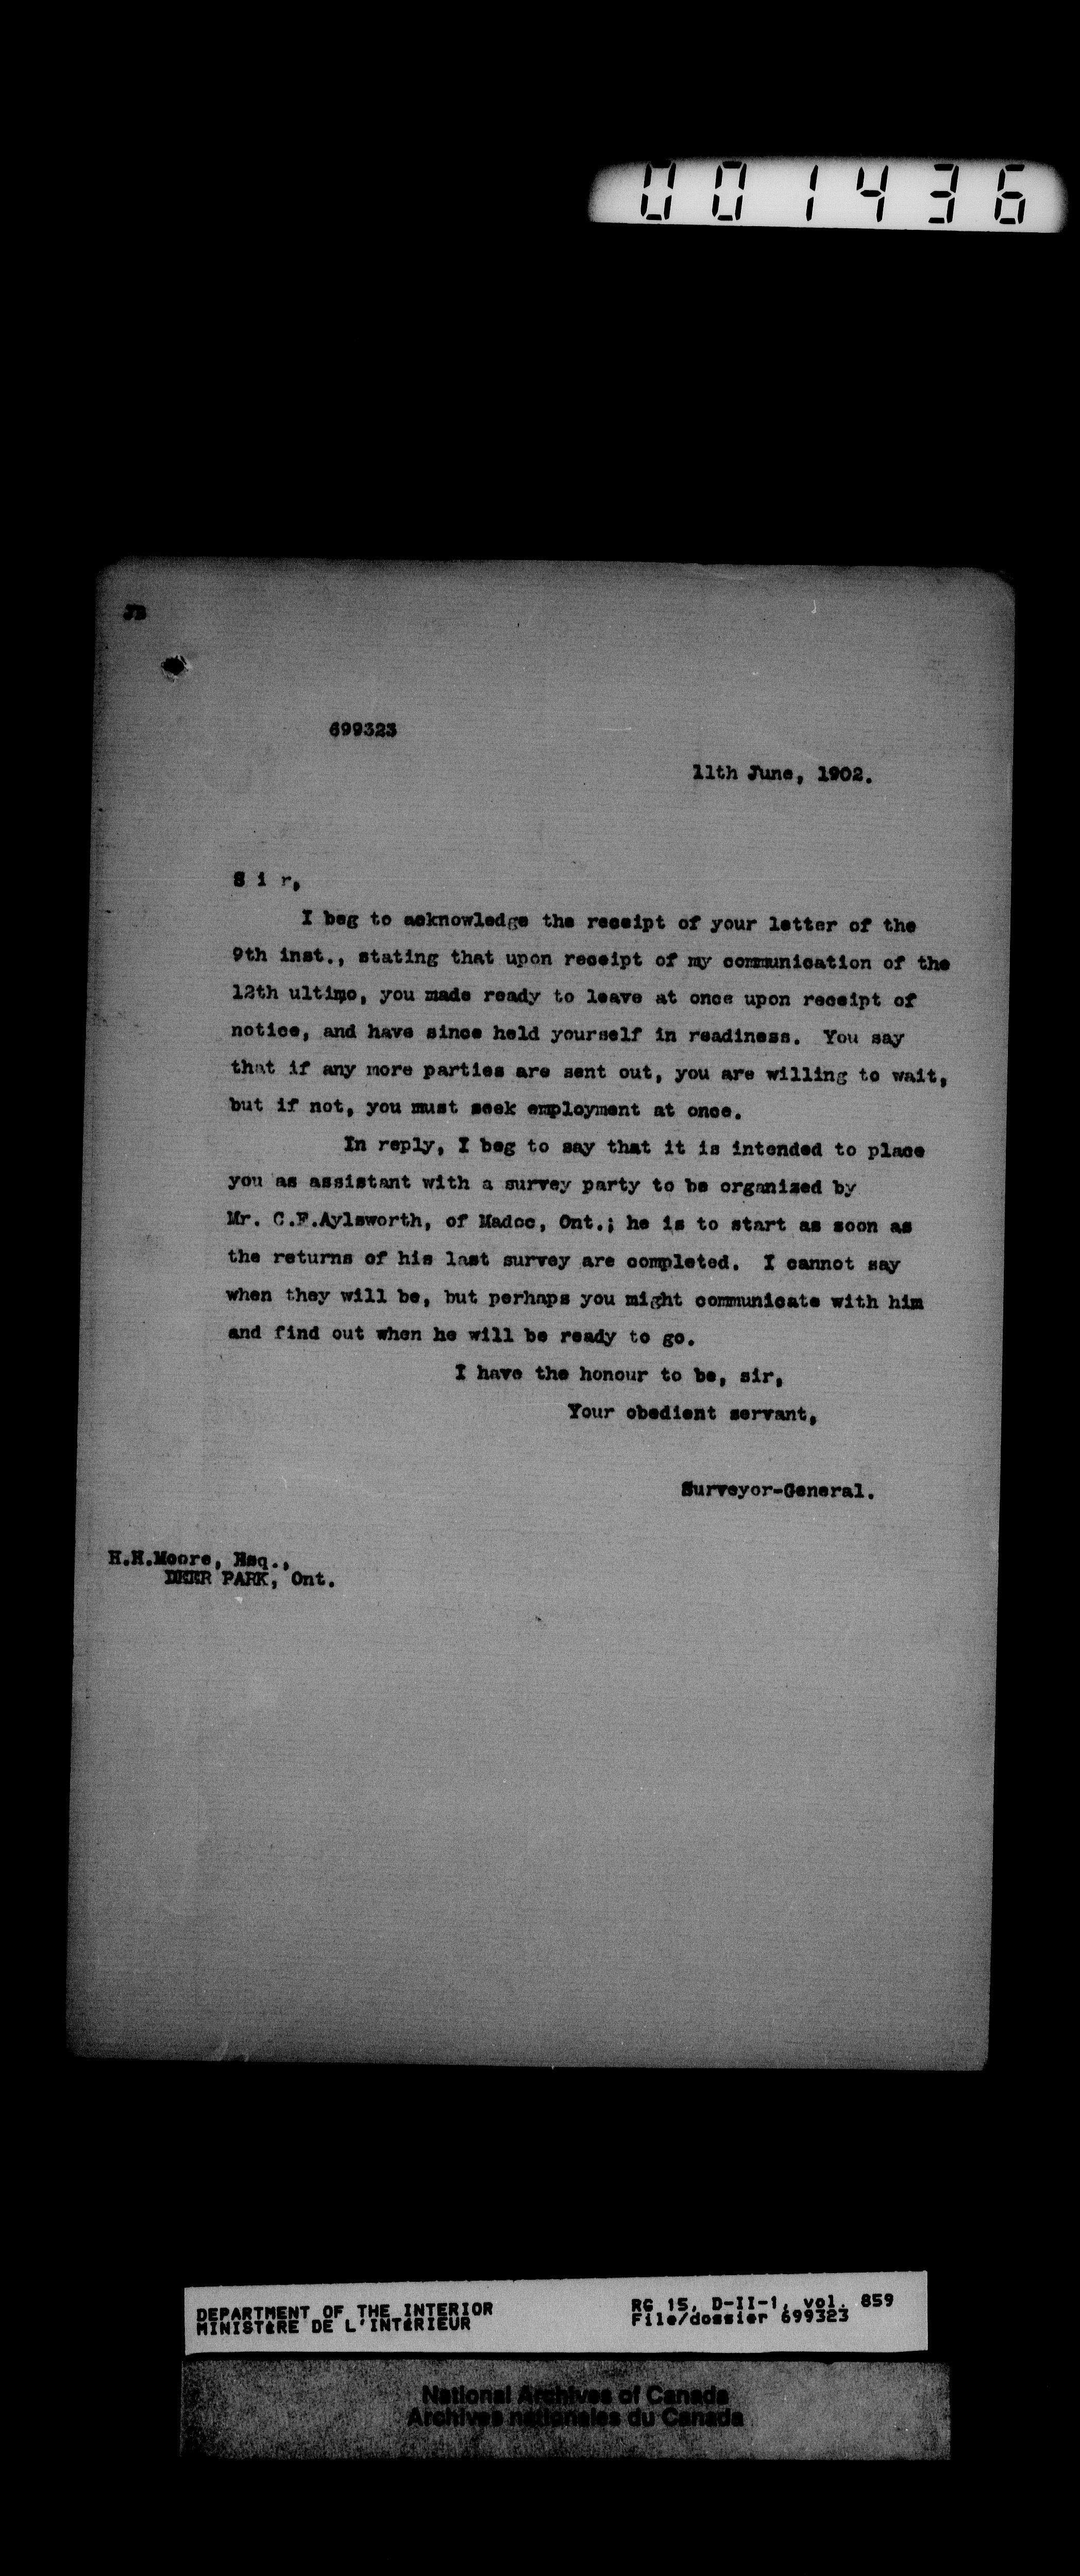 001436
JB
699323
11th June, 1902.
S i r,
I beg to acknowledge the receipt of your letter of the
9th inst., stating that upon receipt of my communication of the
12th ultimo, you made ready to leave at once upon receipt of
notice, and have since held yourself in readiness. You say
that if any more parties are sent out, you are willing to wait,
but if not, you must seek employment at once.
In reply, I beg to say that it is intended to place
you as assistant with a survey party to be organized by
Mr. C.F.Aylsworth, of Madoc, Ont.; he is to start as soon as
the returns of his last survey are completed. I cannot say
when they will be, but perhaps you might communicate with him
and find out when he will be ready to go.
I have the honour to be, sir,
Your obedient servant,
Surveyor-General.
H.H.Moore, Esq.,
DEER PARK, Ont.
DEPARTMENT OF THE INTERIOR
MINISTÈRE DE L'INTÉRIEUR
RG 15, D-II-1, vol. 859
File/dossier 699323
National Archives of Canada
Archives nationales du Canada